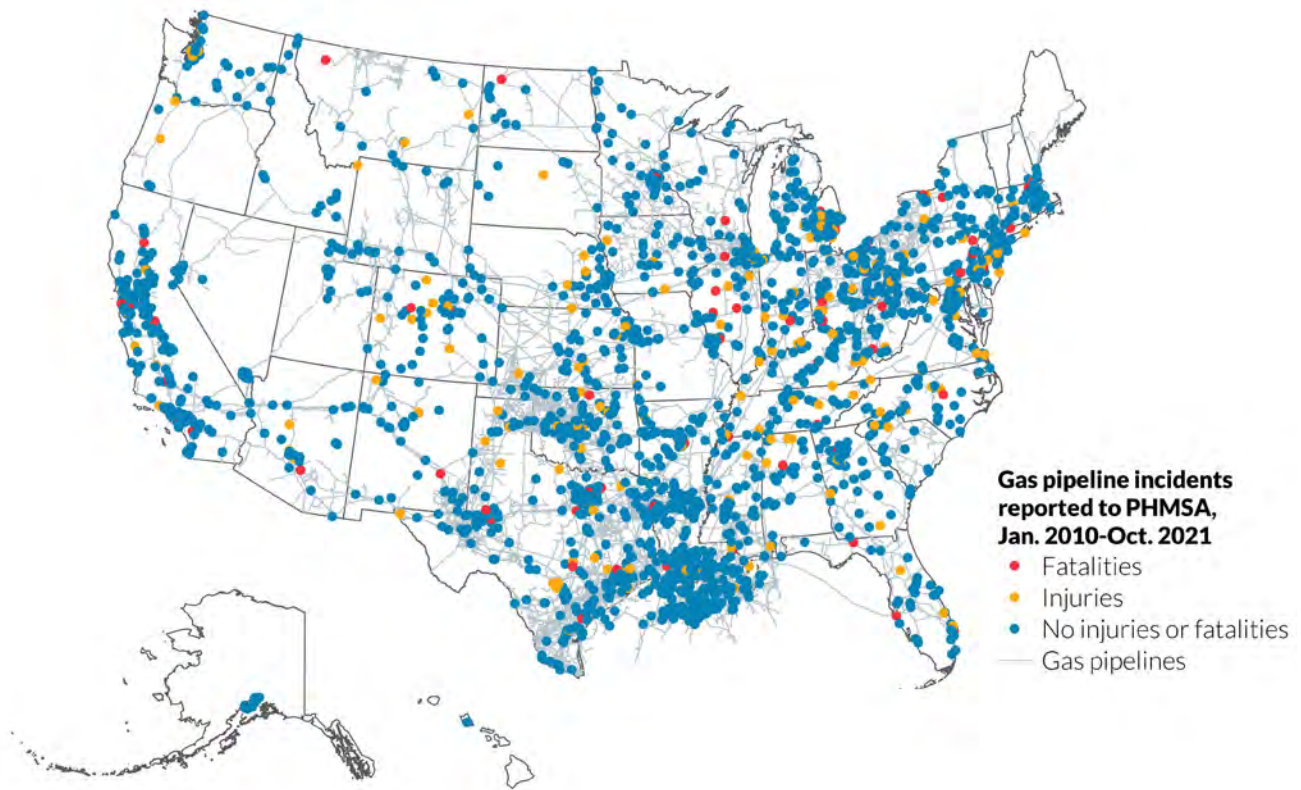 Gas pipeline incidents
reported to PHMSA,
Jan. 2010-Oct. 2021
Fatalities
Injuries
No injuries or fatalities
Gas pipelines